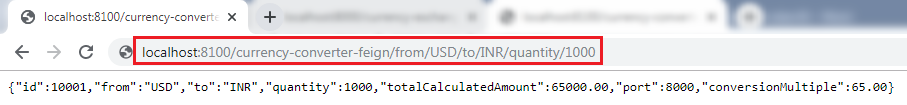 localhost:8100/currency-conver
localhost:8100/currency-converter-feign/from/USD/to/INR/quantity/1000
{"id":10001,"from":"USD","to":"INR","quantity":1000,"totalCalculatedAmount":65000.00,"port":8000,"conversionMultiple":65.00}